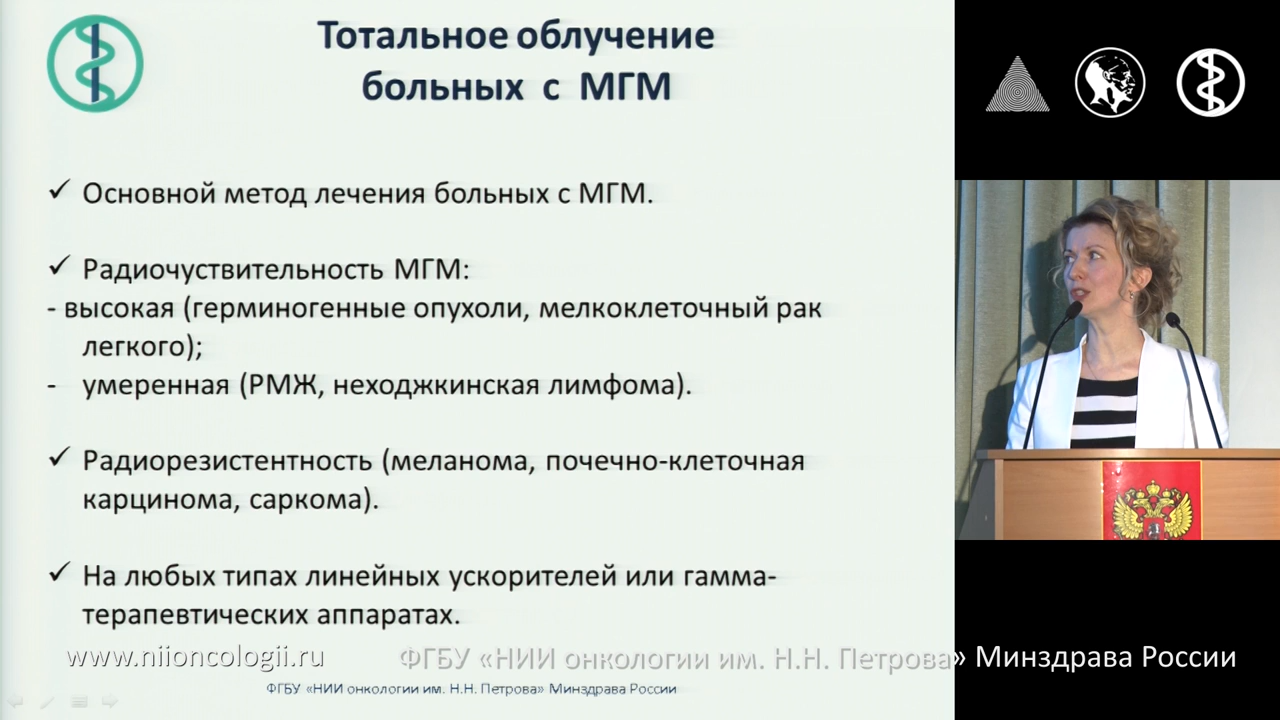 Тотальное облучение
больных с МГМ
✓ Основной метод лечения больных с МГМ.
✓ Радиочуствительность МГМ:
- высокая (герминогенные опухоли, мелкоклеточный рак
легкого);
- умеренная (РМЖ, неходжкинская лимфома).
✓ Радиорезистентность (меланома, почечно-клеточная
карцинома, саркома).
✓ На любых типах линейных ускорителей или гамма-
терапевтических аппаратах.
www.niioncologii.ru ФГБУ «НИИ онкологии им. Н.Н. Петрова» Минздрава России
ФГБУ «НИИ онкологии им. Н.Н. Петрова» Минздрава России